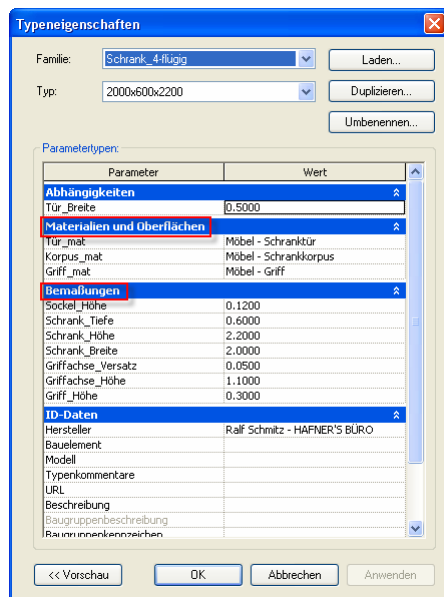 Typeneigenschaften
Familie: Schrank_4-flügig Laden...
Typ: 2000x600x2200 Duplizieren...
Umbenennen...
Parametertypen:
Parameter Wert
Abhängigkeiten
Tür_Breite 0.5000
Materialien und Oberflächen
Tür_mat Möbel - Schranktür
Korpus_mat Möbel - Schrankkorpus
Griff_mat Möbel - Griff
Bemaßungen
Sockel_Höhe 0.1200
Schrank_Tiefe 0.6000
Schrank_Höhe 2.2000
Schrank_Breite 2.0000
Griffachse_Versatz 0.0500
Griffachse_Höhe 1.1000
Griff_Höhe 0.3000
ID-Daten
Hersteller Ralf Schmitz - HAFNER'S BÜRO
Bauelement
Modell
Typenkommentare
URL
Beschreibung
Baugruppenbeschreibung
Baugruppenkennzeichen
<< Vorschau OK Abbrechen Anwenden